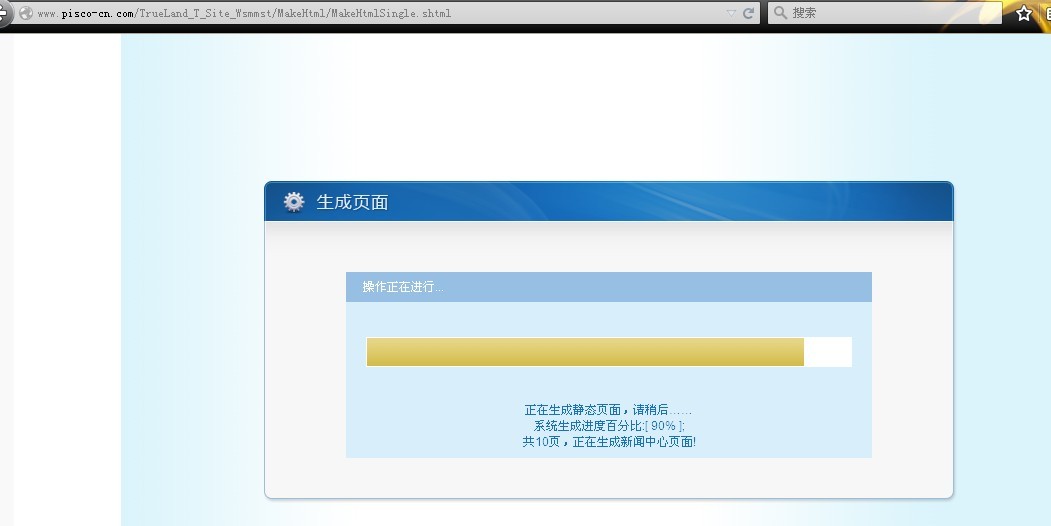 www.pisco-cn.com/TrueLand_T_Site_Wsmmst/MakeHtml/MakeHtmlSingle.shtml
搜索
生成页面
操作正在进行...
正在生成静态页面，请稍后……
系统生成进度百分比:[ 90% ];
共10页，正在生成新闻中心页面!